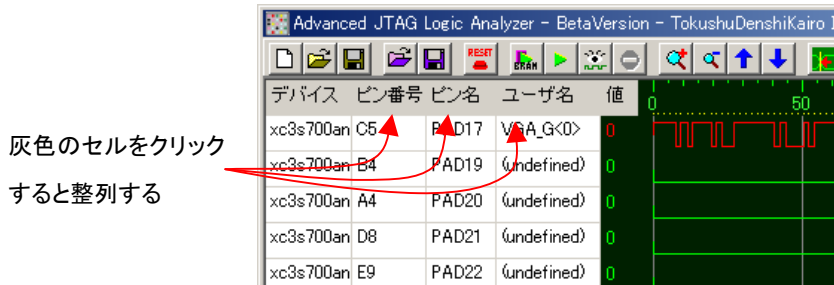 Advanced JTAG Logic Analyzer - BetaVersion - TokushuDenshiKairo
RESET
BRAM
デバイス ピン番号 ピン名 ユーザ名 値 0 50
xc3s700an C5 PAD17 VGA_G<0> 0
灰色のセルをクリック
すると整列する
xc3s700an B4 PAD19 (undefined) 0
xc3s700an A4 PAD20 (undefined) 0
xc3s700an D8 PAD21 (undefined) 0
xc3s700an E9 PAD22 (undefined) 0